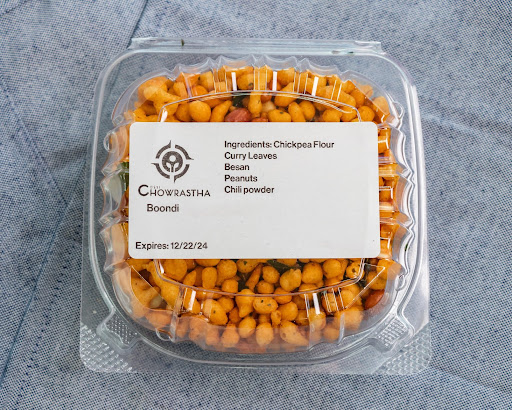 Ingredients: Chickpea Flour
Curry Leaves
Besan
Peanuts
Chili powder
CHOWRASTHA
Boondi
Expires: 12/22/24